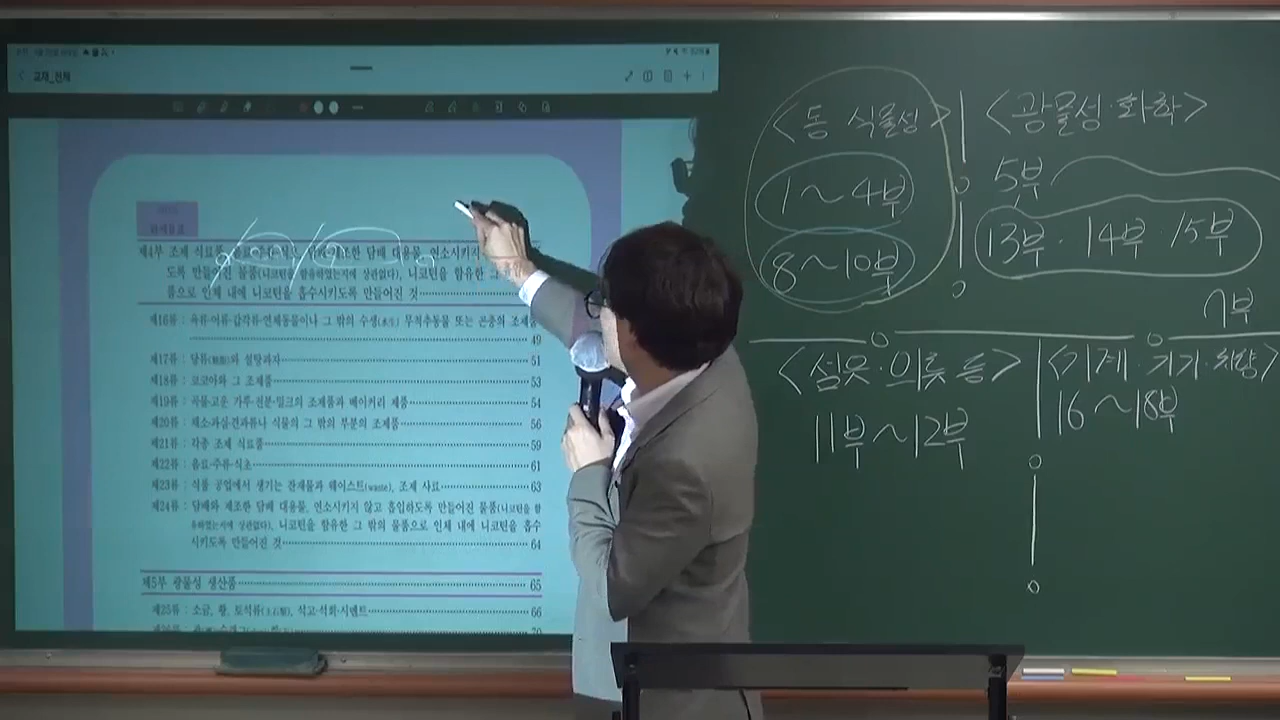 교재_전체
제4부 조제 식료품 담배 대용물, 연소시키지
도록 만들어진 물품(니코틴을 함유하였는지에 상관없다), 니코틴을 함유한 그
품으로 인체 내에 니코틴을 흡수시키도록 만들어진 것
제16류 : 육류·어류·갑각류·연체동물이나 그 밖의 수생(水生) 무척추동물 또는 곤충의 조제품
49
제17류 : 당류(糖類)와 설탕과자 51
제18류 : 코코아와 그 조제품 53
제19류 : 곡물·고운 가루·전분·밀크의 조제품과 베이커리 제품 54
제20류 : 채소·과실·견과류나 식물의 그 밖의 부분의 조제품 56
제21류 : 각종 조제 식료품 59
제22류 : 음료·주류·식초 61
제23류 : 식품 공업에서 생기는 잔재물과 웨이스트(waste), 조제 사료 63
제24류 : 담배와 제조한 담배 대용물, 연소시키지 않고 흡입하도록 만들어진 물품(니코틴을 함
유하였는지에 상관없다), 니코틴을 함유한 그 밖의 물품으로 인체 내에 니코틴을 흡수
시키도록 만들어진 것 64
제5부 광물성 생산품 65
제25류 : 소금, 황, 토석류(土石類), 석고·석회·시멘트 66
<동 식물성>
1~4부
8~10부
<광물성·화학>
5부
13부·14부·15부
7부
<섬유·의류 등>
11부~12부
<기계·기기·차량>
16~18부